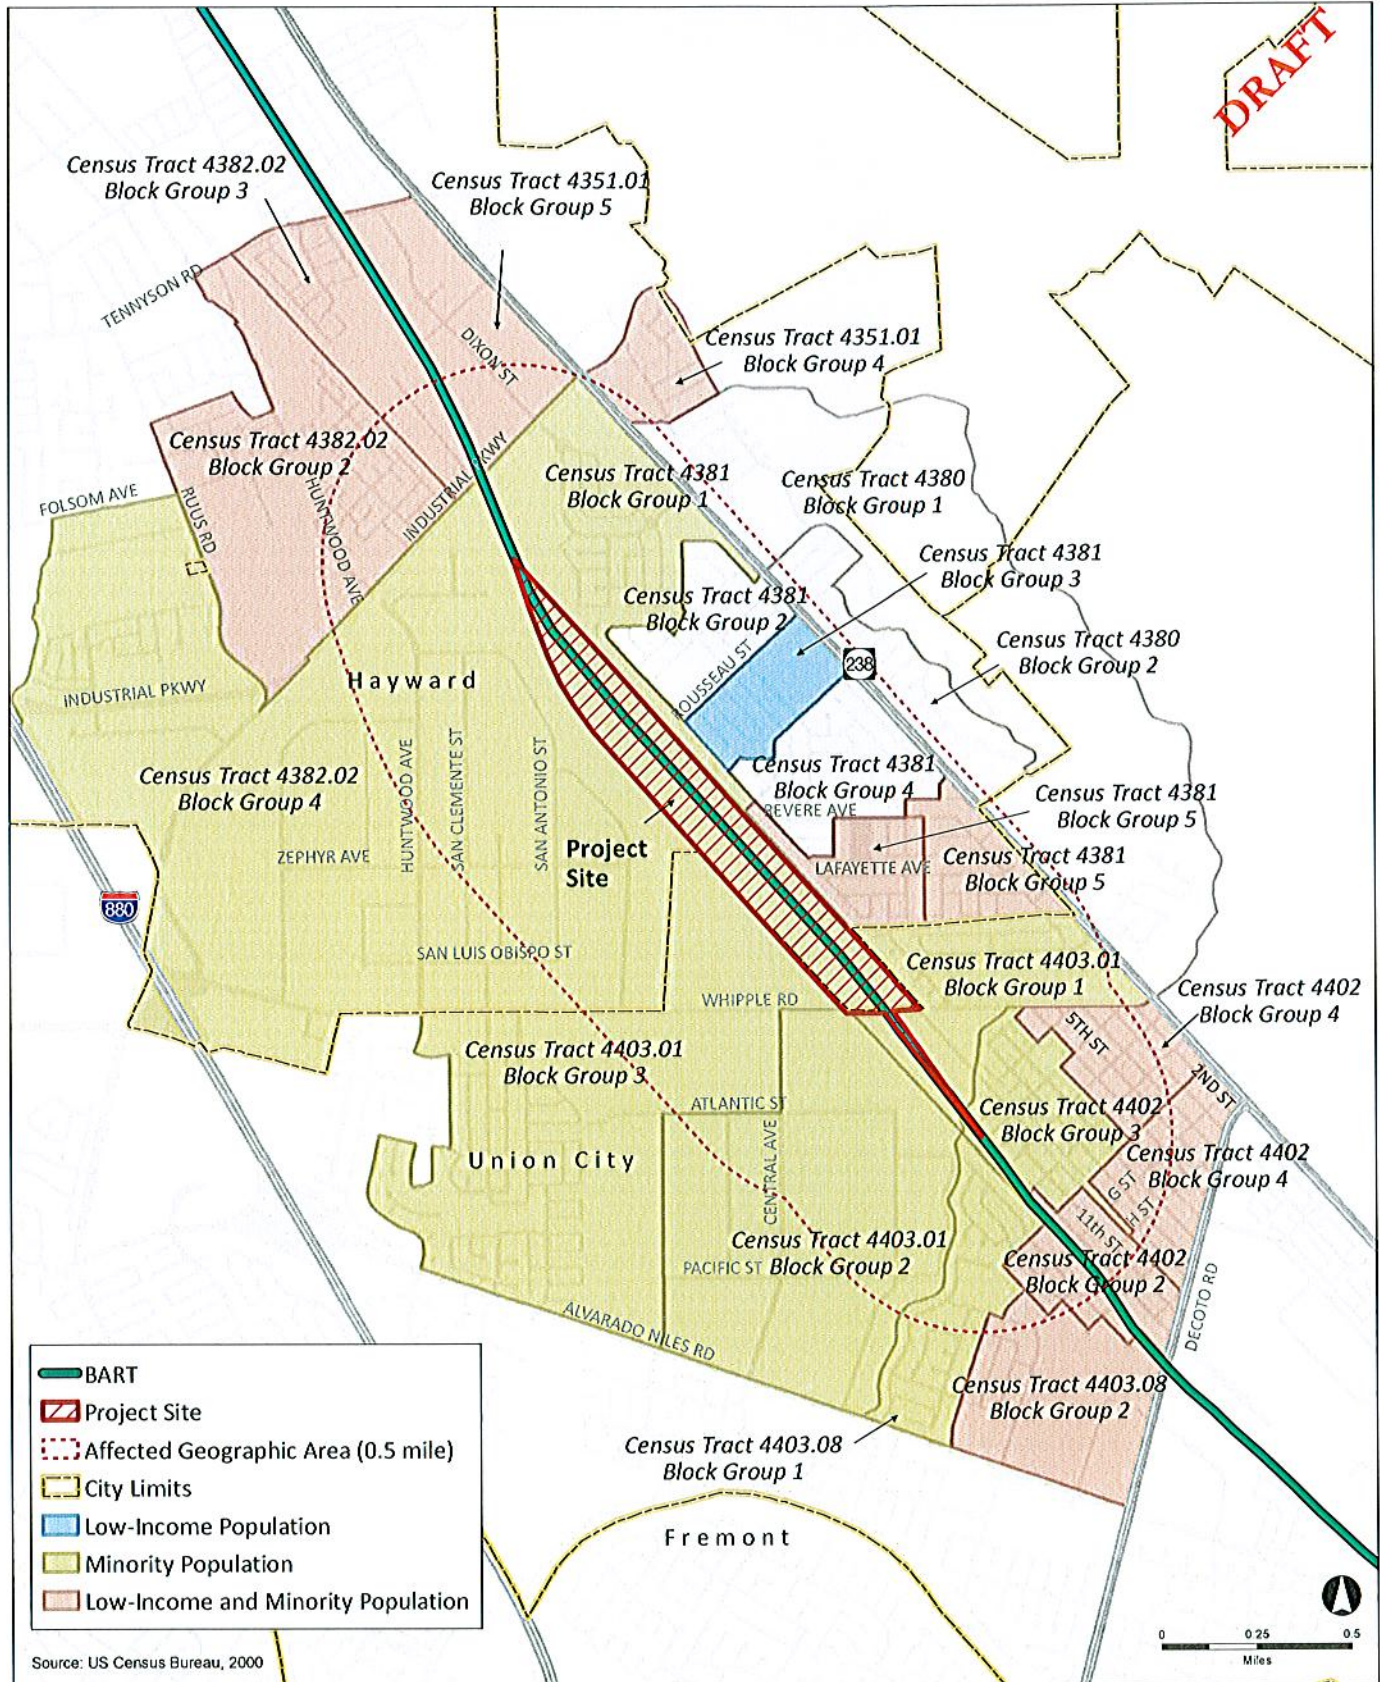 DRAFT
Census Tract 4382.02
Block Group 3
Census Tract 4351.01
Block Group 5
TENNYSON RD
DIXON ST
Census Tract 4351.01
Block Group 4
Census Tract 4382.02
Block Group 2
HUNTWOOD AVE
INDUSTRIAL PKWY
FOLSOM AVE
RUUS RD
Census Tract 4381
Block Group 1
Census Tract 4380
Block Group 1
Census Tract 4381
Block Group 3
Census Tract 4381
Block Group 2
ROUSSEAU ST
238
Census Tract 4380
Block Group 2
INDUSTRIAL PKWY
Hayward
HUNTWOOD AVE
SAN CLEMENTE ST
SAN ANTONIO ST
Census Tract 4382.02
Block Group 4
Census Tract 4381
Block Group 4
REVERE AVE
Census Tract 4381
Block Group 5
ZEPHYR AVE
Project
Site
LAFAYETTE AVE
Census Tract 4381
Block Group 5
880
SAN LUIS OBISPO ST
Census Tract 4403.01
Block Group 1
WHIPPLE RD
Census Tract 4402
Block Group 4
5TH ST
2ND ST
Census Tract 4403.01
Block Group 3
ATLANTIC ST
CENTRAL AVE
Census Tract 4402
Block Group 3
Union City
Census Tract 4402
Block Group 4
G ST
H ST
11th ST
Census Tract 4403.01
Block Group 2
PACIFIC ST
Census Tract 4402
Block Group 2
DECOTO RD
ALVARADO NILES RD
Census Tract 4403.08
Block Group 2
Census Tract 4403.08
Block Group 1
Fremont
BART
Project Site
Affected Geographic Area (0.5 mile)
City Limits
Low-Income Population
Minority Population
Low-Income and Minority Population
Source: US Census Bureau, 2000
0 0.25 0.5
Miles